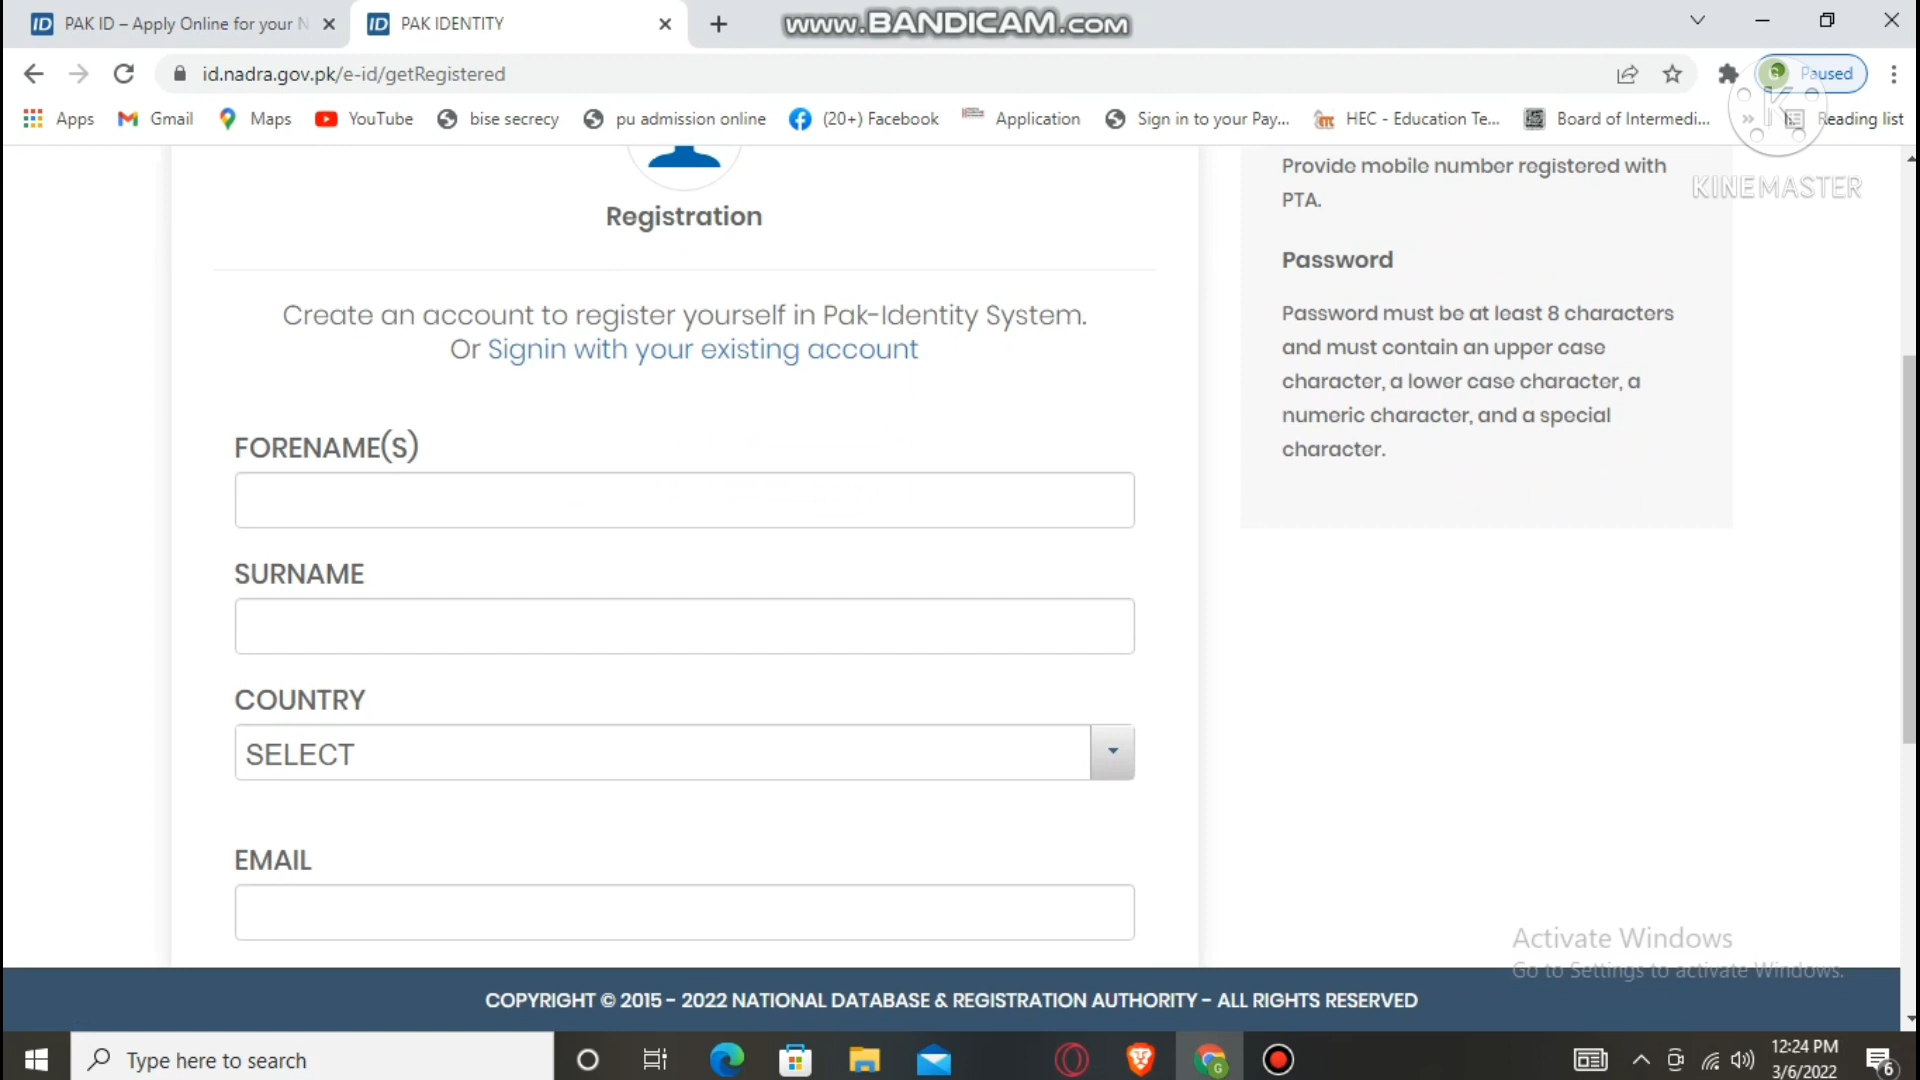 PAK ID – Apply Online for your N
PAK IDENTITY
www.BANDICAM.com
id.nadra.gov.pk/e-id/getRegistered
Paused
Apps
Gmail
Maps
YouTube
bise secrecy
pu admission online
(20+) Facebook
Application
Sign in to your Pay...
HEC - Education Te...
Board of Intermedi...
Reading list
KINEMASTER
Registration
Create an account to register yourself in Pak-Identity System.
Or Signin with your existing account
FORENAME(S)
SURNAME
COUNTRY
SELECT
EMAIL
Provide mobile number registered with
PTA.
Password
Password must be at least 8 characters
and must contain an upper case
character, a lower case character, a
numeric character, and a special
character.
Activate Windows
Go to Settings to activate Windows.
COPYRIGHT © 2015 - 2022 NATIONAL DATABASE & REGISTRATION AUTHORITY - ALL RIGHTS RESERVED
Type here to search
12:24 PM
3/6/2022
6